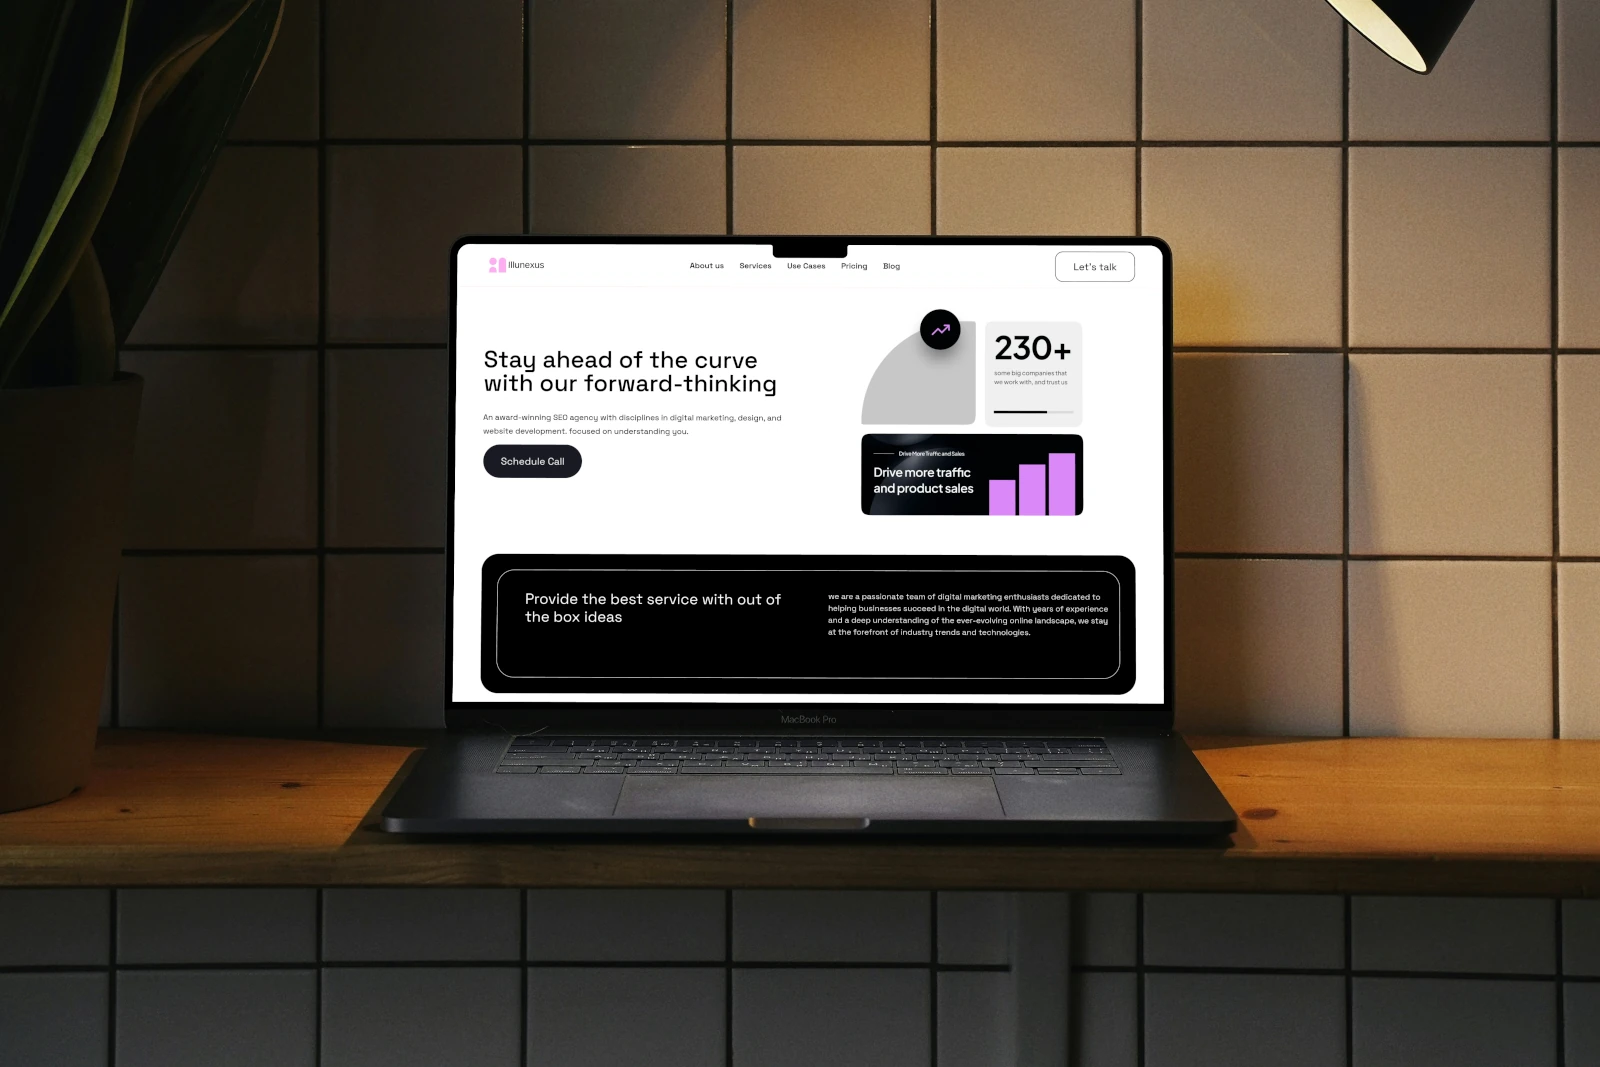 illunexus
About us Services Use Cases Pricing Blog
Let's talk
Stay ahead of the curve
with our forward-thinking
An award-winning SEO agency with disciplines in digital marketing, design, and
website development. focused on understanding you.
Schedule Call
230+
some big companies that
we work with, and trust us
Drive More Traffic and Sales
Drive more traffic
and product sales
Provide the best service with out of
the box ideas
we are a passionate team of digital marketing enthusiasts dedicated to
helping businesses succeed in the digital world. With years of experience
and a deep understanding of the ever-evolving online landscape, we stay
at the forefront of industry trends and technologies.
MacBook Pro